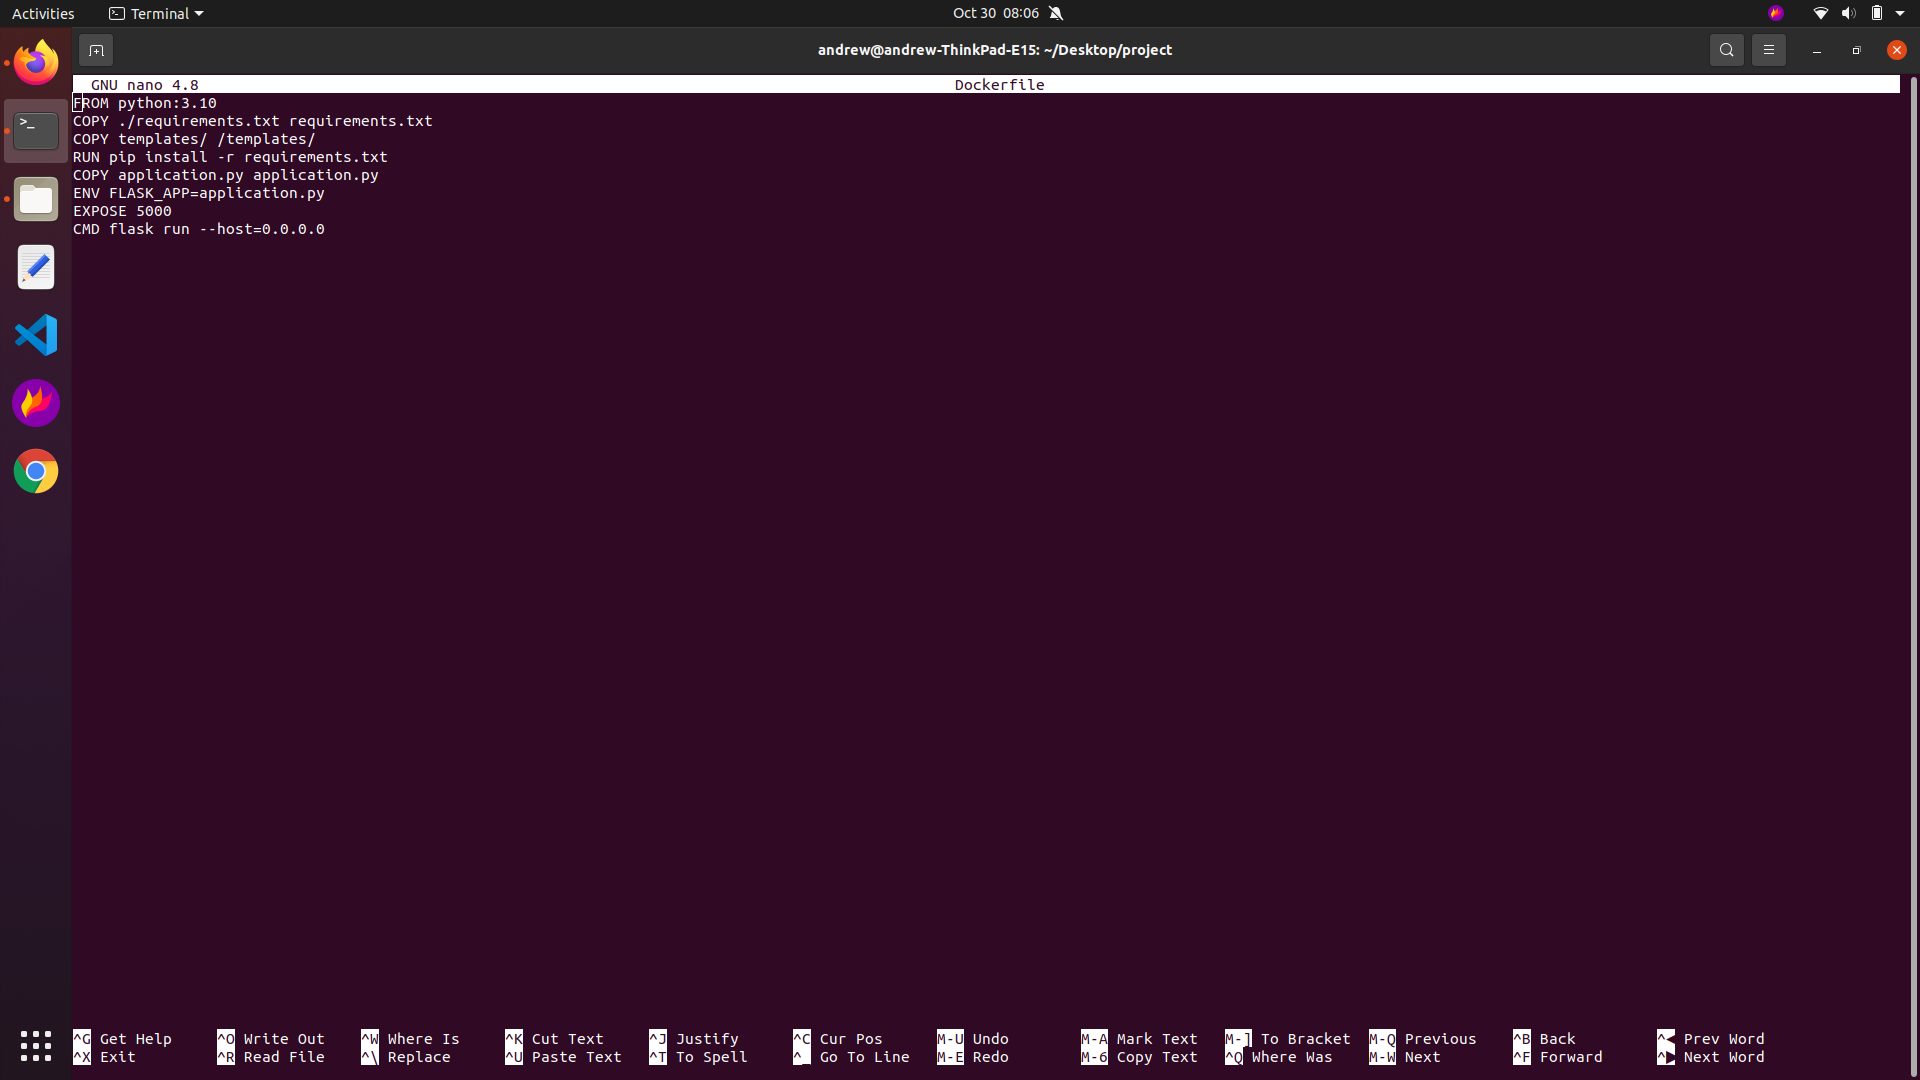 Activities Terminal Oct 30 08:06
andrew@andrew-ThinkPad-E15: ~/Desktop/project
GNU nano 4.8 Dockerfile
FROM python:3.10
COPY ./requirements.txt requirements.txt
COPY templates/ /templates/
RUN pip install -r requirements.txt
COPY application.py application.py
ENV FLASK_APP=application.py
EXPOSE 5000
CMD flask run --host=0.0.0.0
^G Get Help ^O Write Out ^W Where Is ^K Cut Text ^J Justify ^C Cur Pos M-U Undo M-A Mark Text M-] To Bracket M-Q Previous ^B Back ^◀ Prev Word
^X Exit ^R Read File ^\ Replace ^U Paste Text ^T To Spell ^_ Go To Line M-E Redo M-6 Copy Text ^Q Where Was M-W Next ^F Forward ^▶ Next Word